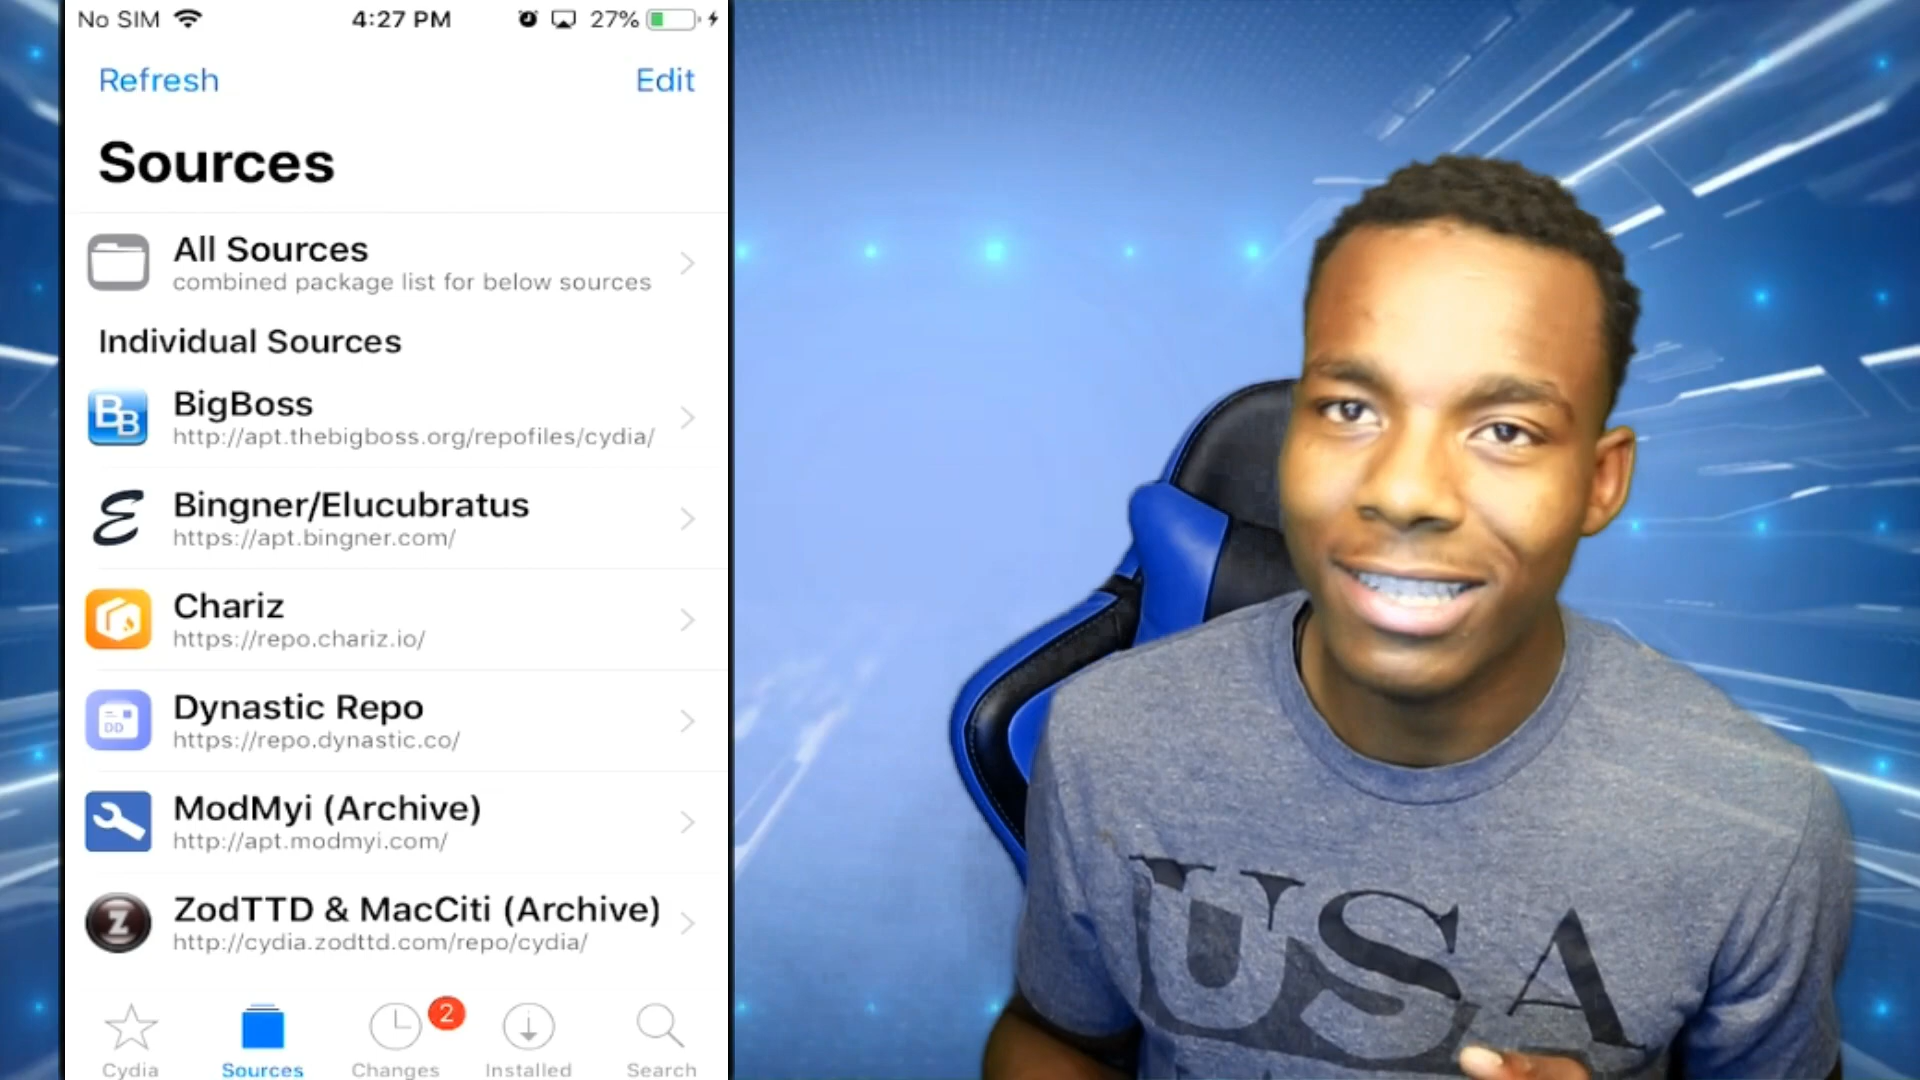 No SIM 4:27 PM 27%
Refresh Edit
Sources
All Sources
combined package list for below sources
Individual Sources
BB
BigBoss
http://apt.thebigboss.org/repofiles/cydia/
E
Bingner/Elucubratus
https://apt.bingner.com/
Chariz
https://repo.chariz.io/
DD
Dynastic Repo
https://repo.dynastic.co/
ModMyi (Archive)
http://apt.modmyi.com/
Z
ZodTTD & MacCiti (Archive)
http://cydia.zodttd.com/repo/cydia/
2
Cydia Sources Changes Installed Search
USA